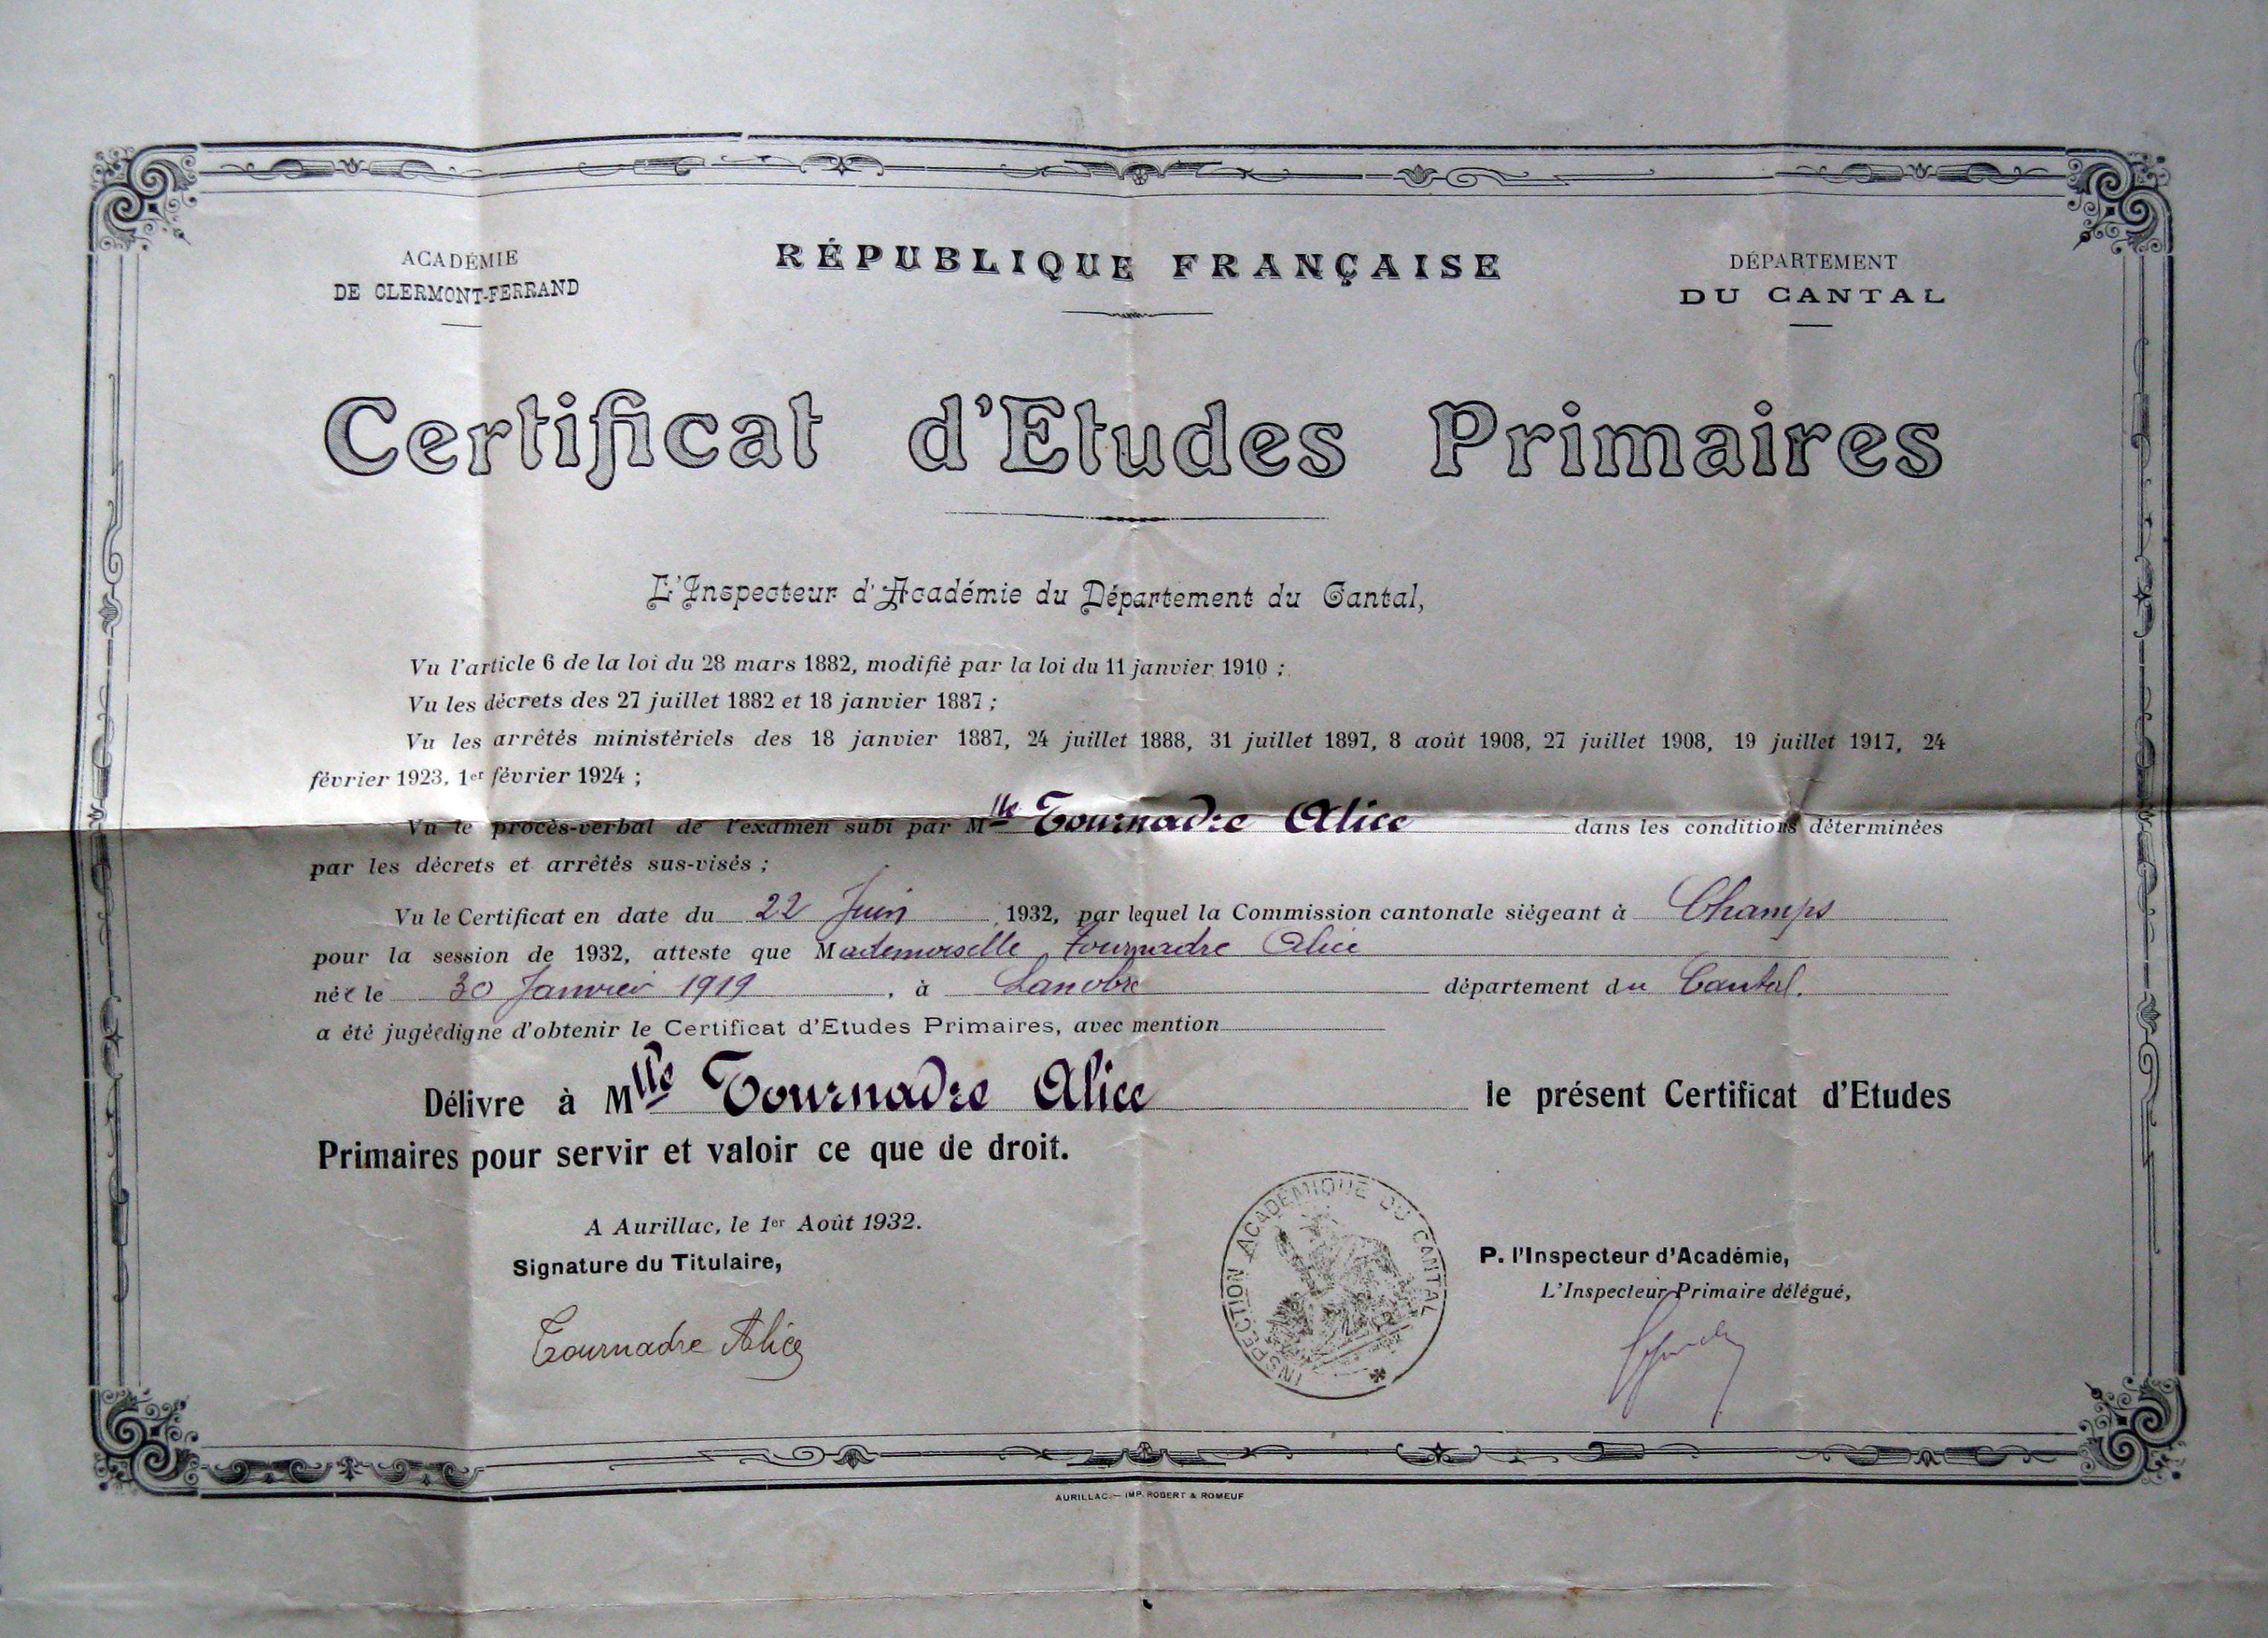 ACADÉMIE
DE CLERMONT-FERRAND
RÉPUBLIQUE FRANÇAISE
DÉPARTEMENT
DU CANTAL
Certificat d'Etudes Primaires
L'Inspecteur d'Académie du Département du Cantal,
Vu l'article 6 de la loi du 28 mars 1882, modifié par la loi du 11 janvier 1910 ;
Vu les décrets des 27 juillet 1882 et 18 janvier 1887 ;
Vu les arrêtés ministériels des 18 janvier 1887, 24 juillet 1888, 31 juillet 1897, 8 août 1908, 27 juillet 1908, 19 juillet 1917, 24
février 1923, 1er février 1924 ;
Vu le procès-verbal de l'examen subi par Mlle Tournadre Alice dans les conditions déterminées
par les décrets et arrêtés sus-visés ;
Vu le Certificat en date du 22 Juin 1932, par lequel la Commission cantonale siégeant à Champs
pour la session de 1932, atteste que Mademoiselle Tournadre Alice
née le 30 Janvier 1919, à Lanobre département du Cantal.
a été jugée digne d'obtenir le Certificat d'Etudes Primaires, avec mention
Délivre à Mlle Tournadre Alice le présent Certificat d'Etudes
Primaires pour servir et valoir ce que de droit.
A Aurillac, le 1er Août 1932.
Signature du Titulaire,
Tournadre Alice
INSPECTION ACADÉMIQUE DU CANTAL
P. l'Inspecteur d'Académie,
L'Inspecteur Primaire délégué,
AURILLAC. — IMP. ROBERT & ROMEUF